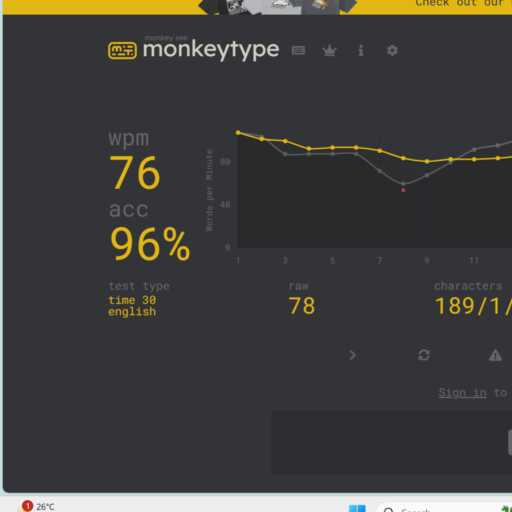 Check out our
monkey see
monkeytype
wpm
76
acc
96%
Words per Minute
80
40
0
1 3 5 7 9 11
test type
time 30
english
raw
78
characters
189/1/
Sign in to
1
26°C
Search